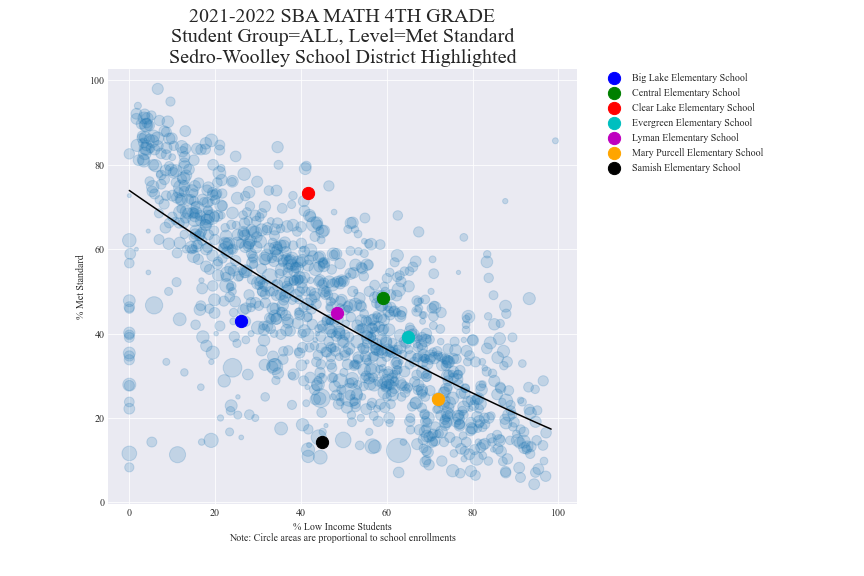 2021-2022 SBA MATH 4TH GRADE
Student Group=ALL, Level=Met Standard
Sedro-Woolley School District Highlighted
Big Lake Elementary School
Central Elementary School
Clear Lake Elementary School
Evergreen Elementary School
Lyman Elementary School
Mary Purcell Elementary School
Samish Elementary School
% Met Standard
100
80
60
40
20
0
0 20 40 60 80 100
% Low Income Students
Note: Circle areas are proportional to school enrollments